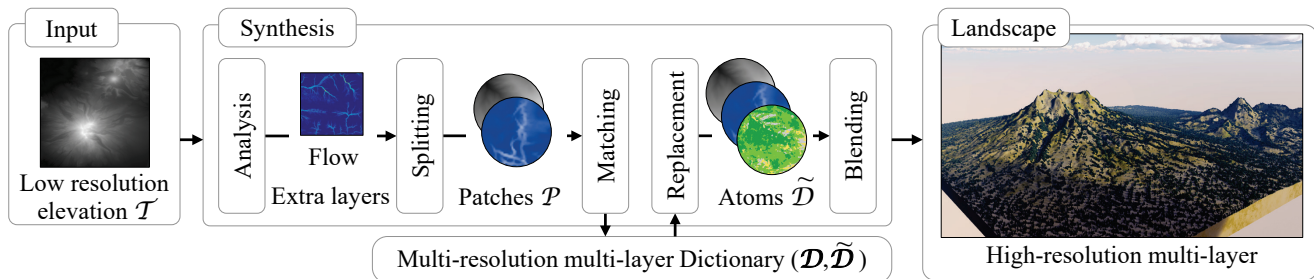 Input
Low resolution
elevation 𝒯
Synthesis
Analysis
Flow
Extra layers
Splitting
Patches 𝒫
Matching
Replacement
Atoms 𝒟̃
Blending
Multi-resolution multi-layer Dictionary (𝓓,𝓓̃)
Landscape
High-resolution multi-layer